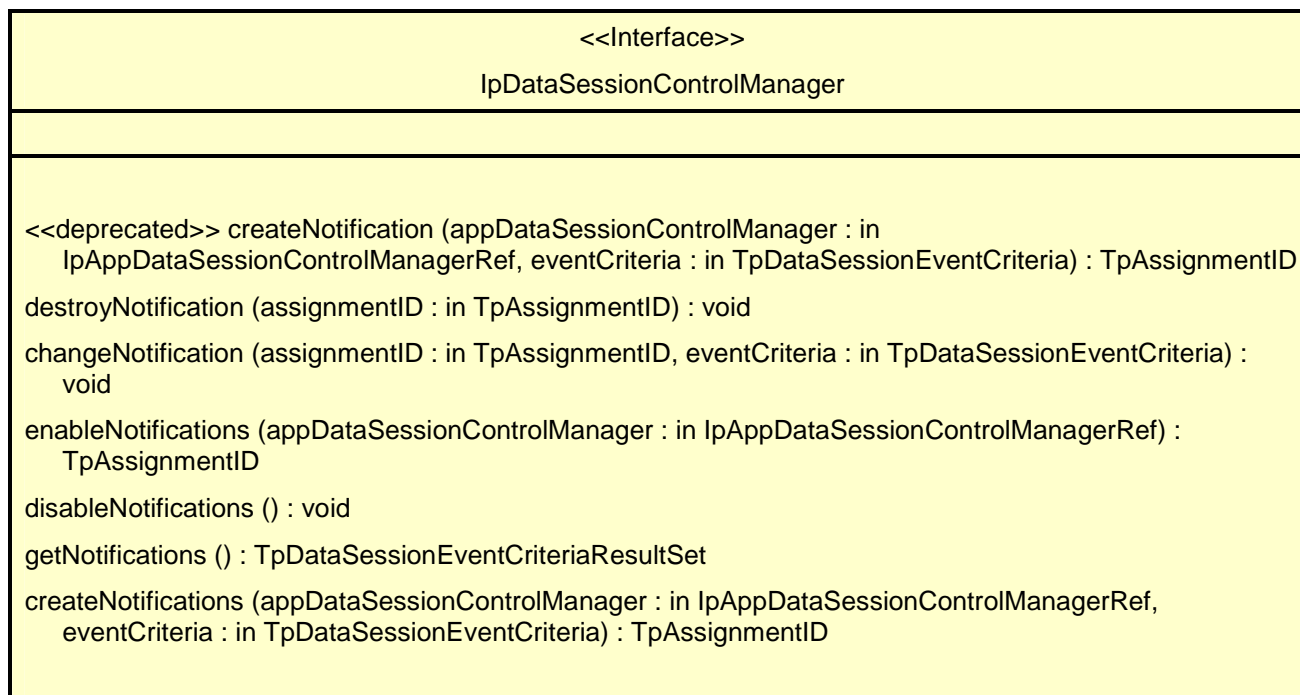 <<Interface>>
IpDataSessionControlManager
<<deprecated>> createNotification (appDataSessionControlManager : in
IpAppDataSessionControlManagerRef, eventCriteria : in TpDataSessionEventCriteria) : TpAssignmentID
destroyNotification (assignmentID : in TpAssignmentID) : void
changeNotification (assignmentID : in TpAssignmentID, eventCriteria : in TpDataSessionEventCriteria) :
void
enableNotifications (appDataSessionControlManager : in IpAppDataSessionControlManagerRef) :
TpAssignmentID
disableNotifications () : void
getNotifications () : TpDataSessionEventCriteriaResultSet
createNotifications (appDataSessionControlManager : in IpAppDataSessionControlManagerRef,
eventCriteria : in TpDataSessionEventCriteria) : TpAssignmentID